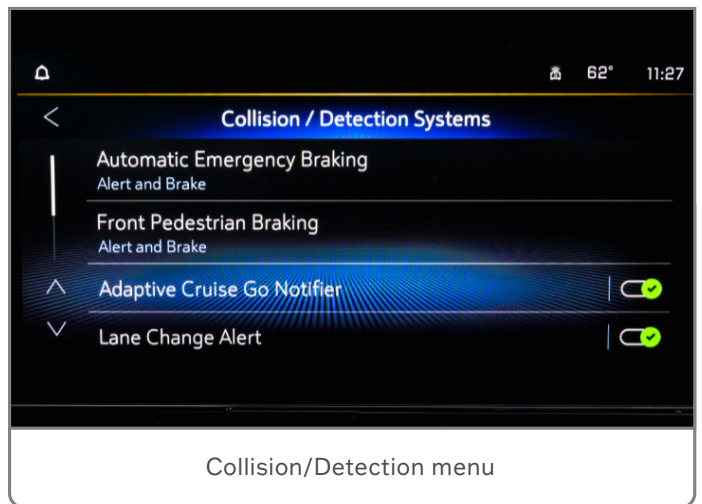 62° 11:27
Collision / Detection Systems
Automatic Emergency Braking
Alert and Brake
Front Pedestrian Braking
Alert and Brake
Adaptive Cruise Go Notifier
Lane Change Alert
Collision/Detection menu